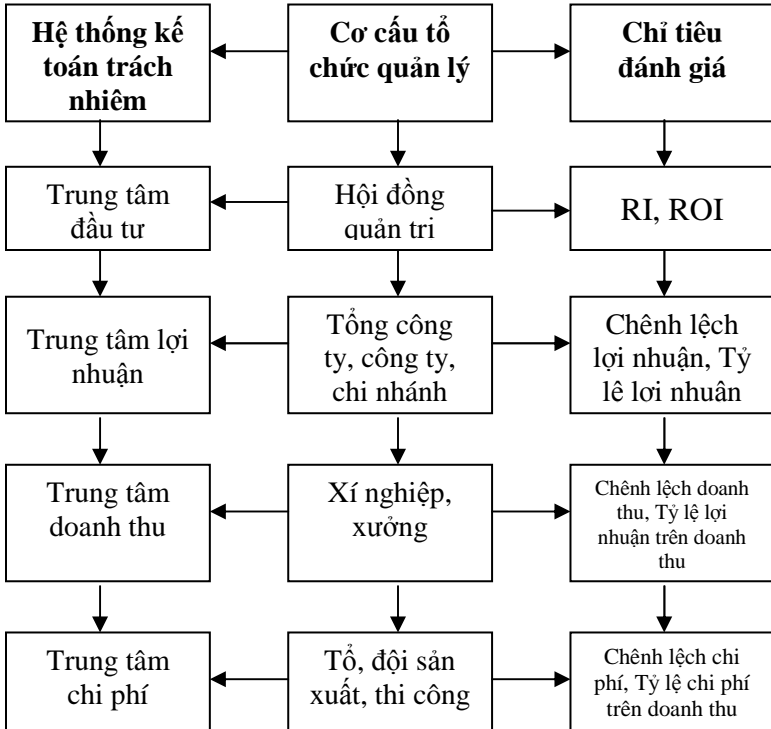 Hệ thống kế
toán trách
nhiêm
Cơ cấu tổ
chức quản lý
Chỉ tiêu
đánh giá
Trung tâm
đầu tư
Hội đồng
quản trị
RI, ROI
Trung tâm lợi
nhuận
Tổng công
ty, công ty,
chi nhánh
Chênh lệch
lợi nhuận, Tỷ
lê lơi nhuân
Trung tâm
doanh thu
Xí nghiệp,
xưởng
Chênh lệch doanh
thu, Tỷ lệ lợi
nhuận trên doanh
thu
Trung tâm
chi phí
Tổ, đội sản
xuất, thi công
Chênh lệch chi
phí, Tỷ lệ chi phí
trên doanh thu